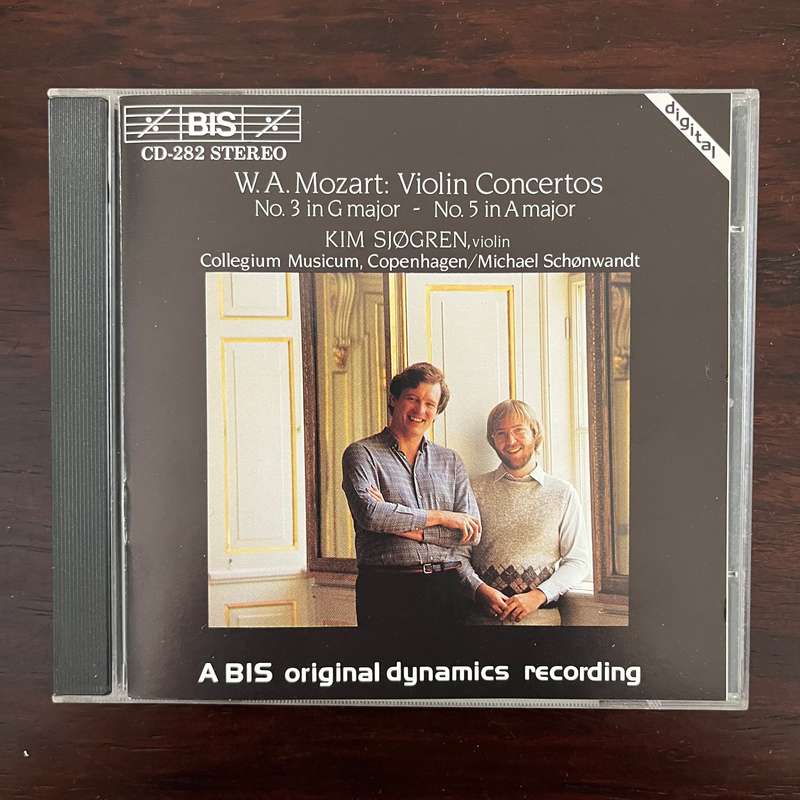 BIS
digital
CD-282 STEREO
W. A. Mozart: Violin Concertos
No. 3 in G major - No. 5 in A major
KIM SJØGREN, violin
Collegium Musicum, Copenhagen/Michael Schønwandt
A BIS original dynamics recording